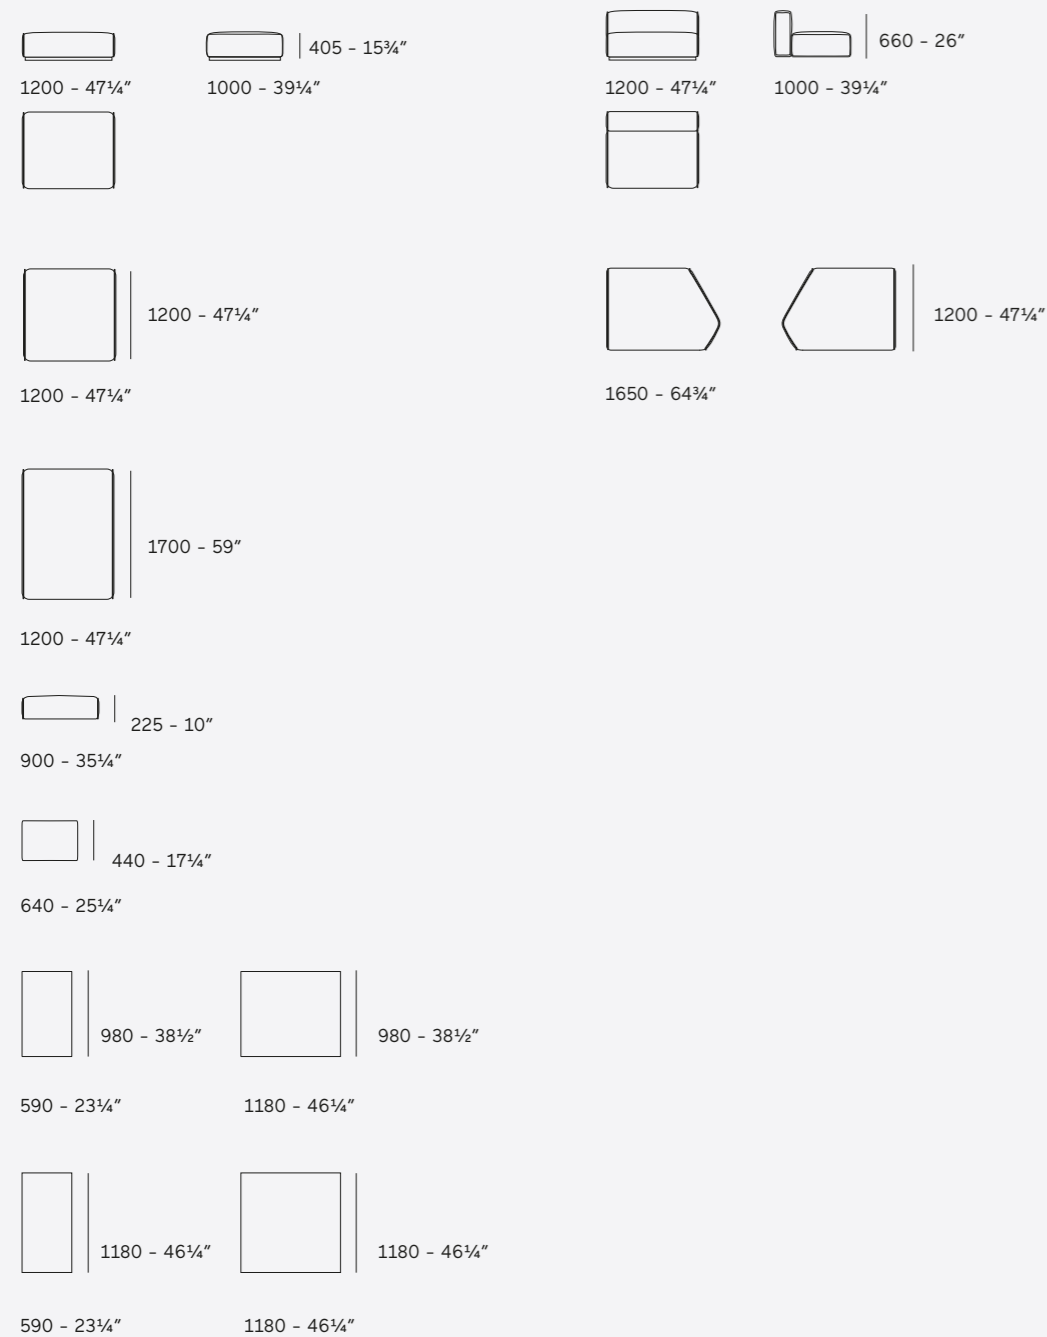 405 - 15¾″
1200 - 47¼″
1000 - 39¼″
660 - 26″
1200 - 47¼″
1000 - 39¼″
1200 - 47¼″
1200 - 47¼″
1200 - 47¼″
1650 - 64¾″
1700 - 59″
1200 - 47¼″
225 - 10″
900 - 35¼″
440 - 17¼″
640 - 25¼″
980 - 38½″
980 - 38½″
590 - 23¼″
1180 - 46¼″
1180 - 46¼″
1180 - 46¼″
590 - 23¼″
1180 - 46¼″